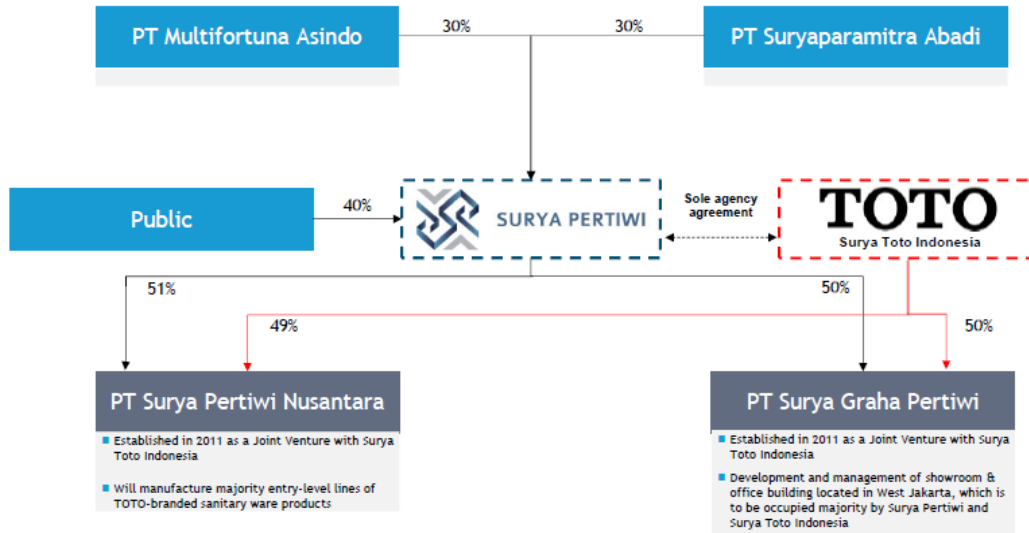 PT Multifortuna Asindo
30%
30%
PT Suryaparamitra Abadi
Public
40%
SURYA PERTIWI
Sole agency
agreement
TOTO
Surya Toto Indonesia
51%
50%
49%
50%
PT Surya Pertiwi Nusantara
Established in 2011 as a Joint Venture with Surya
Toto Indonesia
Will manufacture majority entry-level lines of
TOTO-branded sanitary ware products
PT Surya Graha Pertiwi
Established in 2011 as a Joint Venture with Surya
Toto Indonesia
Development and management of showroom &
office building located in West Jakarta, which is
to be occupied majority by Surya Pertiwi and
Surya Toto Indonesia